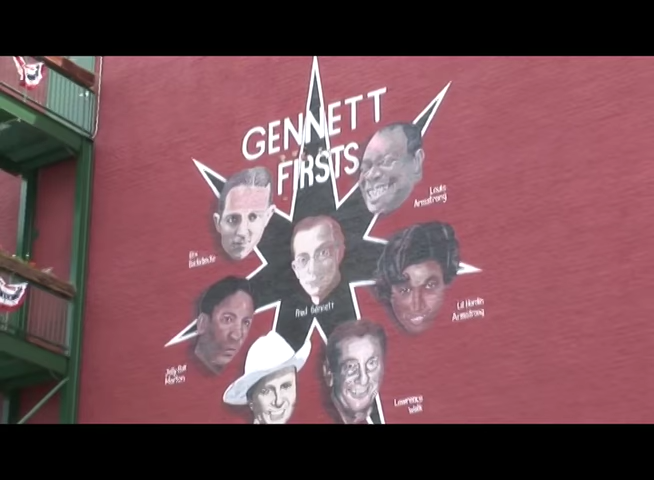 GENNETT
FIRSTS
Louis
Armstrong
Bix
Beiderbecke
Fred Gennett
Lil Hardin
Armstrong
Jelly Roll
Morton
Lawrence
Welk